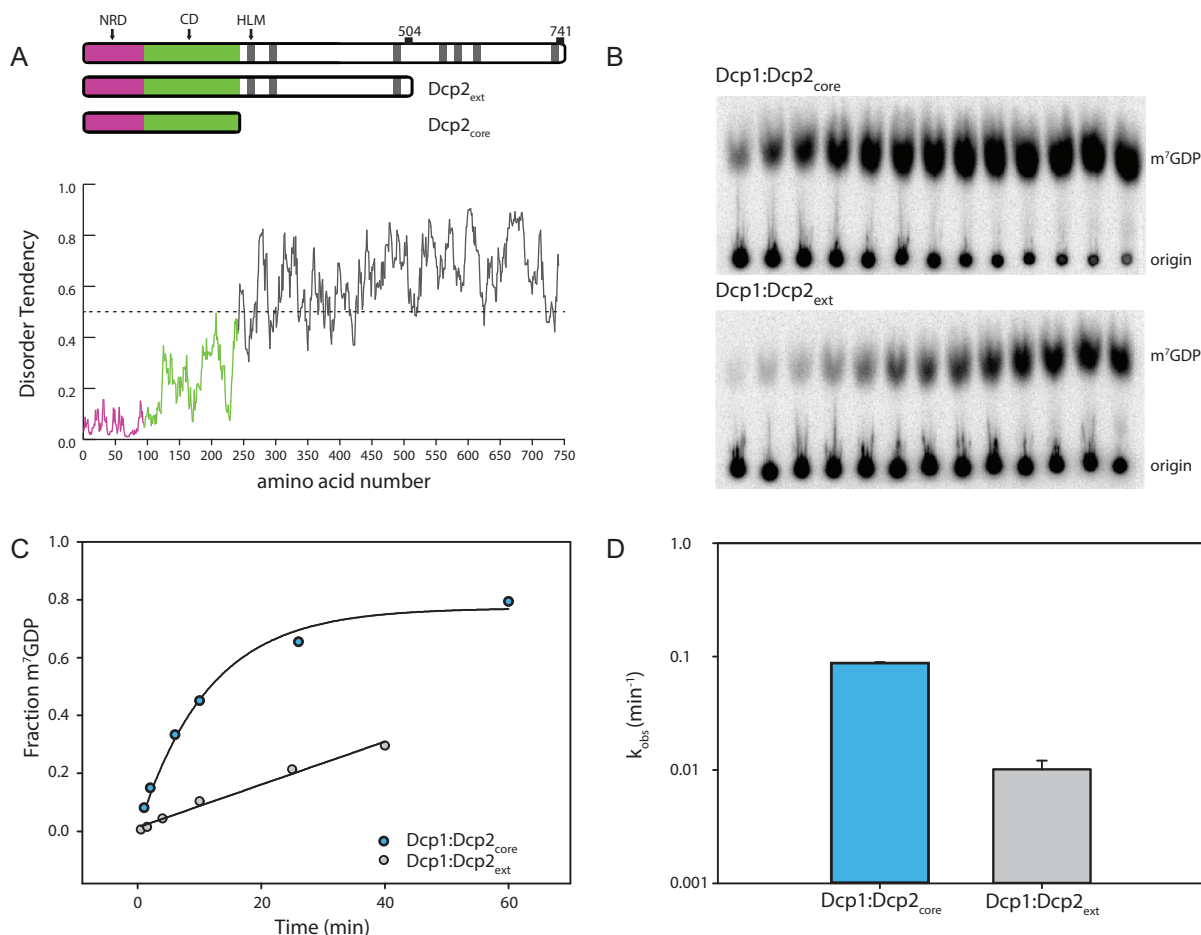 A
NRD CD HLM 504 741
Dcp2ext
Dcp2core
1.0
0.8
0.6
0.4
0.2
0.0
Disorder Tendency
0 50 100 150 200 250 300 350 400 450 500 550 600 650 700 750
amino acid number
B
Dcp1:Dcp2core
m⁷GDP
origin
Dcp1:Dcp2ext
m⁷GDP
origin
C
1.0
0.8
0.6
0.4
0.2
0.0
Fraction m⁷GDP
Dcp1:Dcp2core
Dcp1:Dcp2ext
0 20 40 60
Time (min)
D
1.0
0.1
0.01
0.001
kobs (min⁻¹)
Dcp1:Dcp2core Dcp1:Dcp2ext